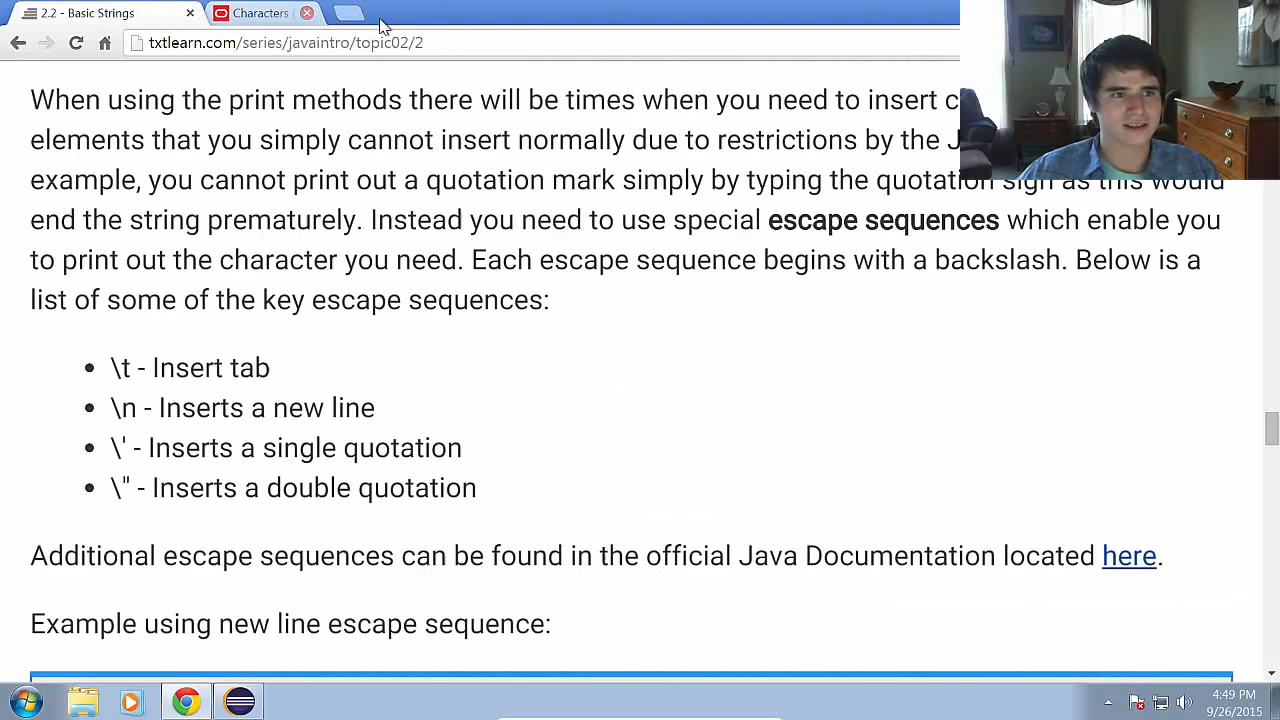 2.2 - Basic Strings
Characters (
txtlearn.com/series/javaintro/topic02/2
When using the print methods there will be times when you need to insert
elements that you simply cannot insert normally due to restrictions by the
example, you cannot print out a quotation mark simply by typing the quotation sign as this would
end the string prematurely. Instead you need to use special escape sequences which enable you
to print out the character you need. Each escape sequence begins with a backslash. Below is a
list of some of the key escape sequences:
• \t - Insert tab
• \n - Inserts a new line
• \' - Inserts a single quotation
• \" - Inserts a double quotation
Additional escape sequences can be found in the official Java Documentation located here.
Example using new line escape sequence:
4:49 PM
9/26/2015